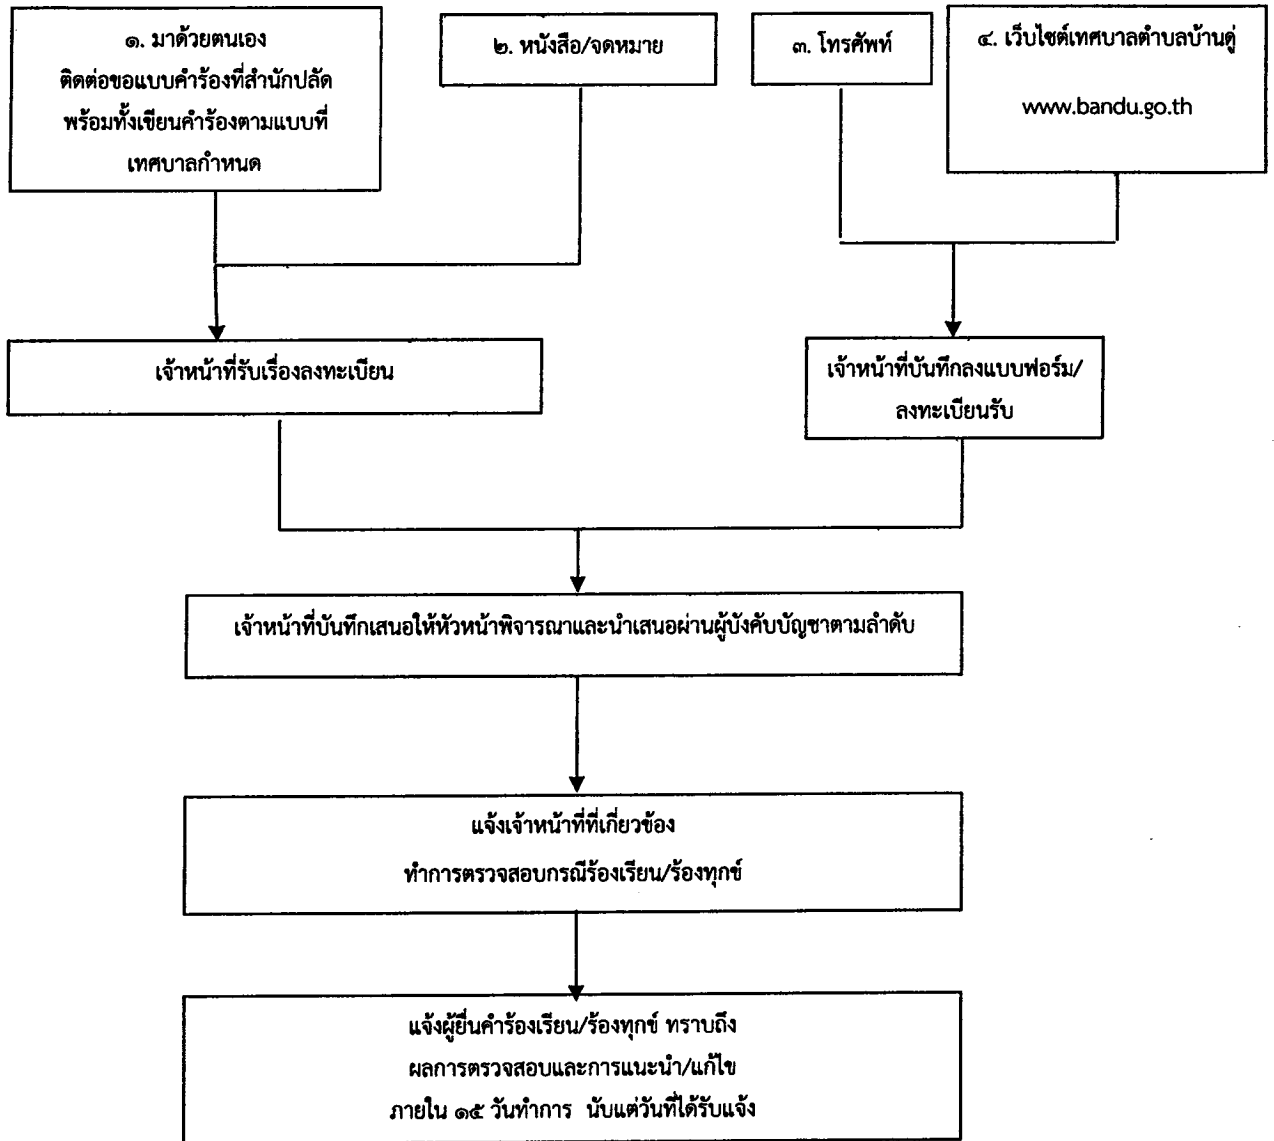 ๑. มาด้วยตนเอง
ติดต่อขอแบบคำร้องที่สำนักปลัด
พร้อมทั้งเขียนคำร้องตามแบบที่
เทศบาลกำหนด
๒. หนังสือ/จดหมาย
๓. โทรศัพท์
๔. เว็บไซต์เทศบาลตำบลบ้านดู่
www.bandu.go.th
เจ้าหน้าที่รับเรื่องลงทะเบียน
เจ้าหน้าที่บันทึกลงแบบฟอร์ม/
ลงทะเบียนรับ
เจ้าหน้าที่บันทึกเสนอให้หัวหน้าพิจารณาและนำเสนอผ่านผู้บังคับบัญชาตามลำดับ
แจ้งเจ้าหน้าที่ที่เกี่ยวข้อง
ทำการตรวจสอบกรณีร้องเรียน/ร้องทุกข์
แจ้งผู้ยื่นคำร้องเรียน/ร้องทุกข์ ทราบถึง
ผลการตรวจสอบและการแนะนำ/แก้ไข
ภายใน ๑๕ วันทำการ นับแต่วันที่ได้รับแจ้ง